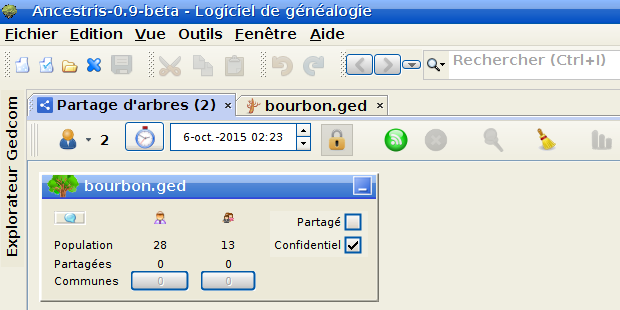 Ancestris-0.9-beta - Logiciel de généalogie
Fichier Edition Vue Outils Fenêtre Aide
Rechercher (Ctrl+I)
Explorateur Gedcom
Partage d'arbres (2) × bourbon.ged ×
2 6-oct.-2015 02:23
bourbon.ged
Partagé
Population 28 13 Confidentiel
Partagées 0 0
Communes 0 0